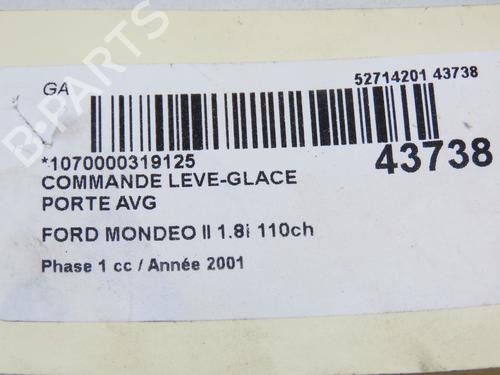 GA
52714201 43738
*1070000319125
43738
COMMANDE LEVE-GLACE
PORTE AVG
FORD MONDEO II 1.8i 110ch
Phase 1 cc / Année 2001